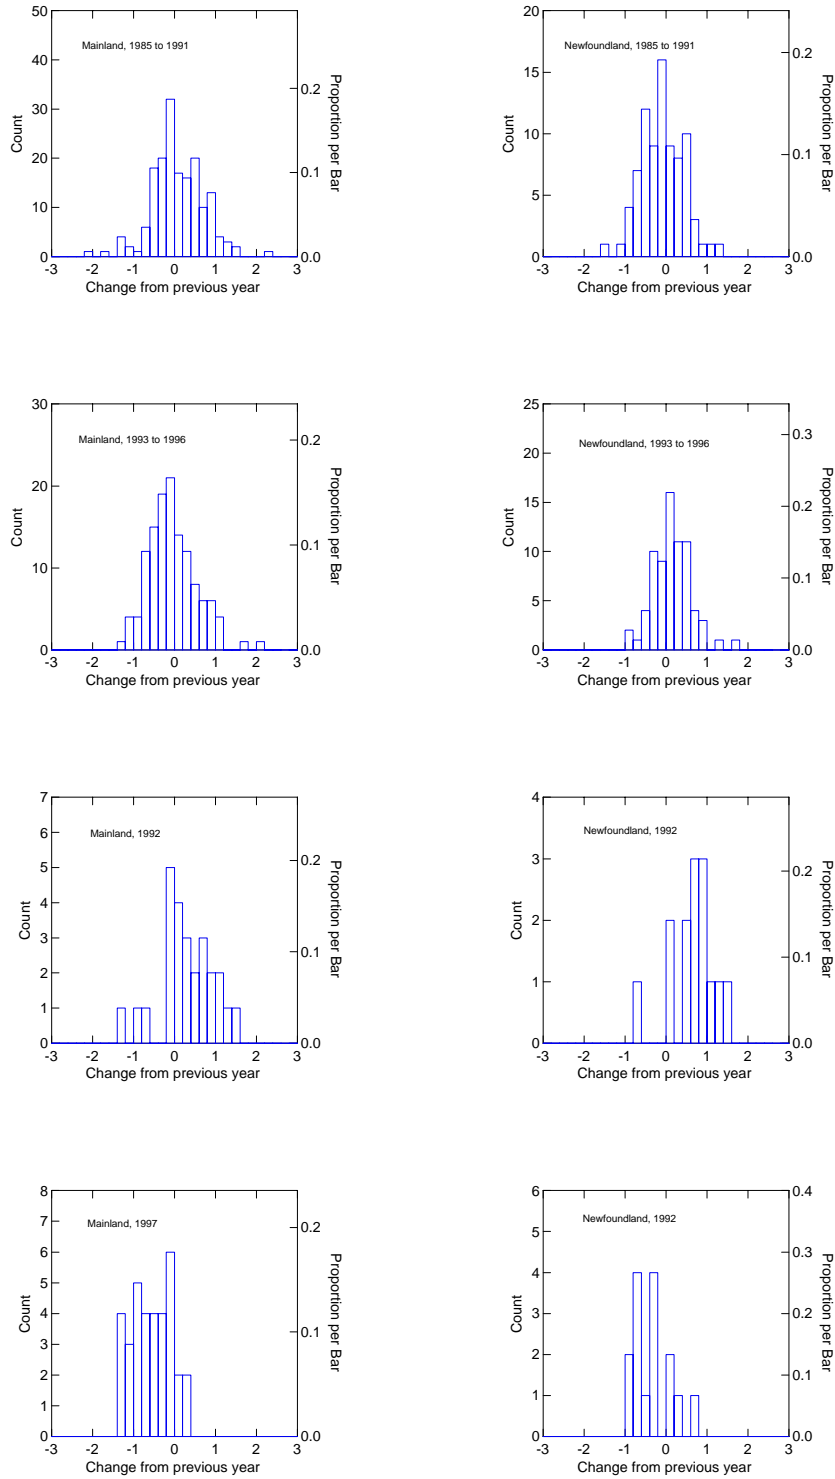 Mainland, 1985 to 1991
50
40
30
20
10
0
Count
0.2
0.1
0.0
Proportion per Bar
-3 -2 -1 0 1 2 3
Change from previous year
Newfoundland, 1985 to 1991
20
15
10
5
0
Count
0.2
0.1
0.0
Proportion per Bar
-3 -2 -1 0 1 2 3
Change from previous year
Mainland, 1993 to 1996
30
20
10
0
Count
0.2
0.1
0.0
Proportion per Bar
-3 -2 -1 0 1 2 3
Change from previous year
Newfoundland, 1993 to 1996
25
20
15
10
5
0
Count
0.3
0.2
0.1
0.0
Proportion per Bar
-3 -2 -1 0 1 2 3
Change from previous year
Mainland, 1992
7
6
5
4
3
2
1
0
Count
0.2
0.1
0.0
Proportion per Bar
-3 -2 -1 0 1 2 3
Change from previous year
Newfoundland, 1992
4
3
2
1
0
Count
0.2
0.1
0.0
Proportion per Bar
-3 -2 -1 0 1 2 3
Change from previous year
Mainland, 1997
8
7
6
5
4
3
2
1
0
Count
0.2
0.1
0.0
Proportion per Bar
-3 -2 -1 0 1 2 3
Change from previous year
Newfoundland, 1992
6
5
4
3
2
1
0
Count
0.4
0.3
0.2
0.1
0.0
Proportion per Bar
-3 -2 -1 0 1 2 3
Change from previous year